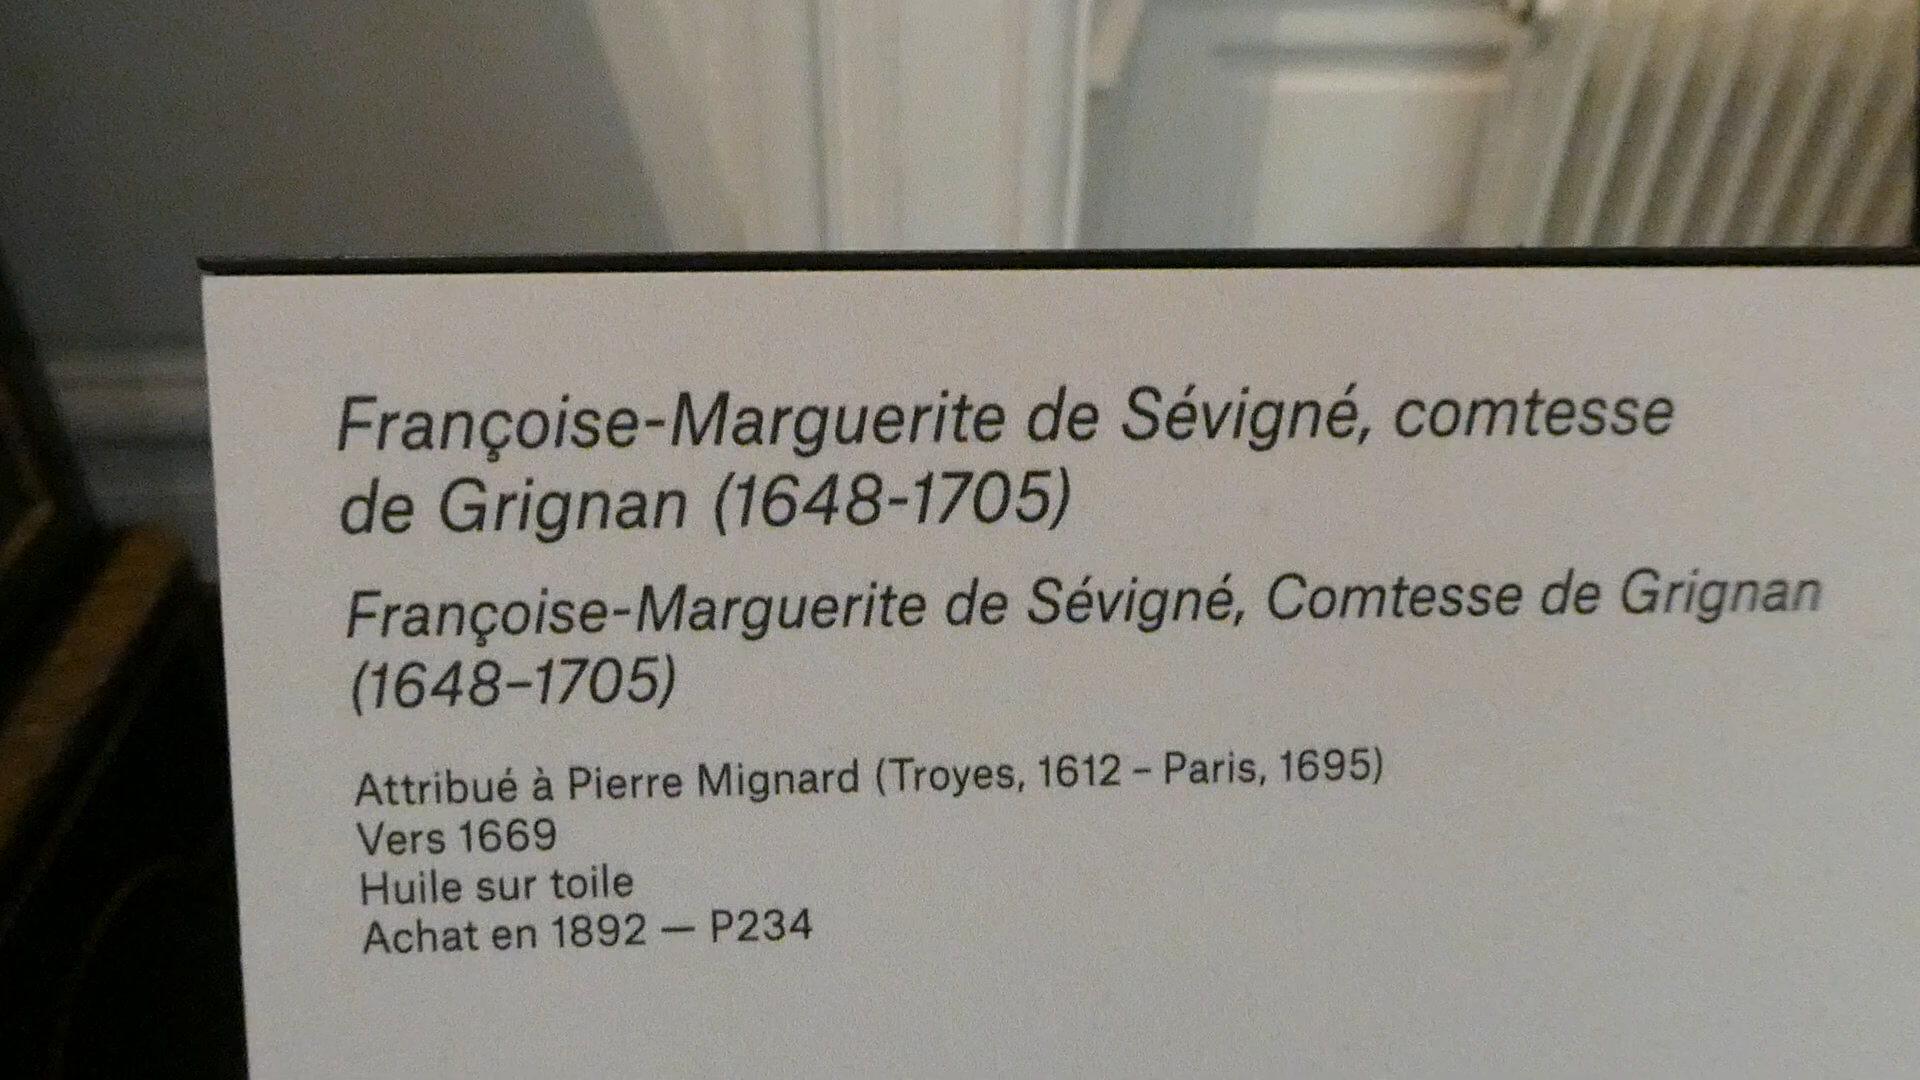 Françoise-Marguerite de Sévigné, comtesse
de Grignan (1648-1705)
Françoise-Marguerite de Sévigné, Comtesse de Grignan
(1648–1705)
Attribué à Pierre Mignard (Troyes, 1612 – Paris, 1695)
Vers 1669
Huile sur toile
Achat en 1892 — P234